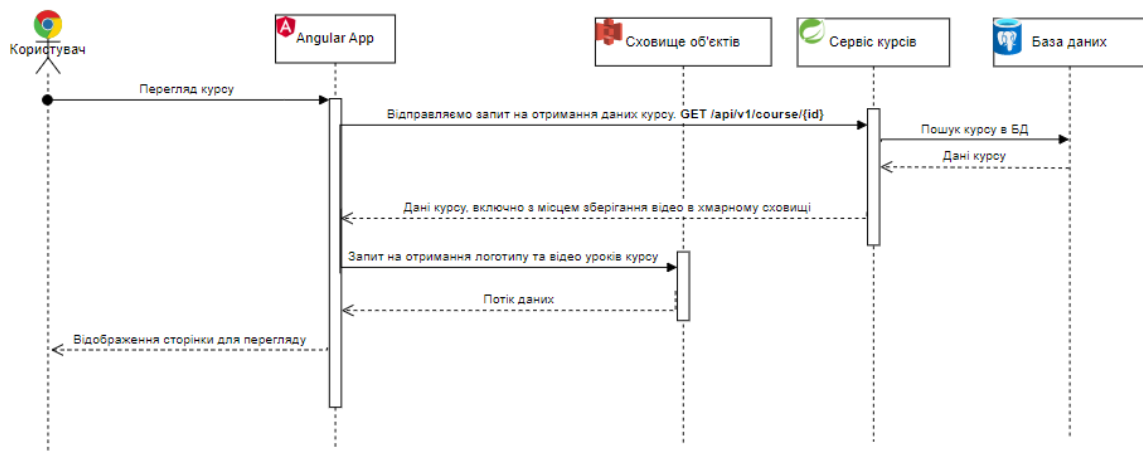 Користувач
Angular App
Сховище об'єктів
Сервіс курсів
База даних
Перегляд курсу
Відправляємо запит на отримання даних курсу. GET /api/v1/course/{id}
Пошук курсу в БД
Дані курсу
Дані курсу, включно з місцем зберігання відео в хмарному сховищі
Запит на отримання логотипу та відео уроків курсу
Потік даних
Відображення сторінки для перегляду